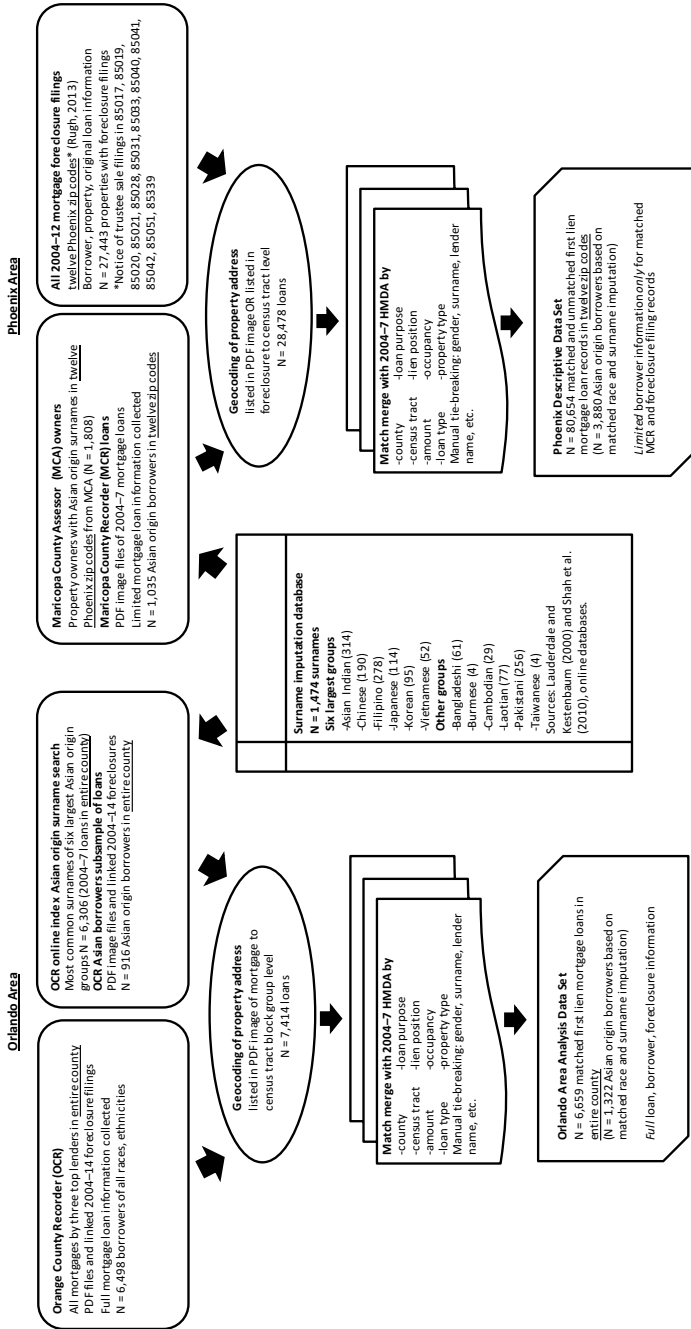 Orlando Area
Orange County Recorder (OCR)
All mortgages by three top lenders in entire county
PDF files and linked 2004–14 foreclosure filings
Full mortgage loan information collected
N = 6,498 borrowers of all races, ethnicities
OCR online index Asian origin surname search
Most common surnames of six largest Asian origin
groups N = 6,306 (2004–7 loans in entire county)
OCR Asian borrowers subsample of loans
PDF image files and linked 2004–14 foreclosures
N = 916 Asian origin borrowers in entire county
Geocoding of property address
listed in PDF image of mortgage to
census tract block group level
N = 7,414 loans
Match merge with 2004–7 HMDA by
-county -loan purpose
-census tract -lien position
-amount -occupancy
-loan type -property type
Manual tie-breaking: gender, surname, lender
name, etc.
Orlando Area Analysis Data Set
N = 6,659 matched first lien mortgage loans in
entire county
(N = 1,322 Asian origin borrowers based on
matched race and surname imputation)
Full loan, borrower, foreclosure information
Surname imputation database
N = 1,474 surnames
Six largest groups
-Asian Indian (314)
-Chinese (190)
-Filipino (278)
-Japanese (114)
-Korean (95)
-Vietnamese (52)
Other groups
-Bangladeshi (61)
-Burmese (4)
-Cambodian (29)
-Laotian (77)
-Pakistani (256)
-Taiwanese (4)
Sources: Lauderdale and
Kestenbaum (2000) and Shah et al.
(2010), online databases.
Phoenix Area
Maricopa County Assessor (MCA) owners
Property owners with Asian origin surnames in twelve
Phoenix zip codes from MCA (N = 1,808)
Maricopa County Recorder (MCR) loans
PDF image files of 2004–7 mortgage loans
Limited mortgage loan information collected
N = 1,035 Asian origin borrowers in twelve zip codes
All 2004–12 mortgage foreclosure filings
twelve Phoenix zip codes* (Rugh, 2013)
Borrower, property, original loan information
N = 27,443 properties with foreclosure filings
*Notice of trustee sale filings in 85017, 85019,
85020, 85021, 85028, 85031, 85033, 85040, 85041,
85042, 85051, 85339
Geocoding of property address
listed in PDF image OR listed in
foreclosure to census tract level
N = 28,478 loans
Match merge with 2004–7 HMDA by
-county -loan purpose
-census tract -lien position
-amount -occupancy
-loan type -property type
Manual tie-breaking: gender, surname, lender
name, etc.
Phoenix Descriptive Data Set
N = 80,654 matched and unmatched first lien
mortgage loan records in twelve zip codes
(N = 3,880 Asian origin borrowers based on
matched race and surname imputation)
Limited borrower information only for matched
MCR and foreclosure filing records